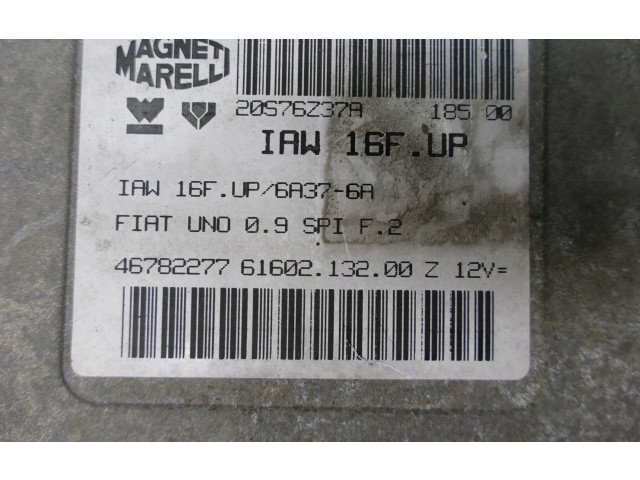 MAGNETI
MARELLI
20S76Z37A 185 00
IAW 16F.UP
IAW 16F.UP/6A37-6A
FIAT UNO 0.9 SPI F.2
46782277 61602.132.00 Z 12V=